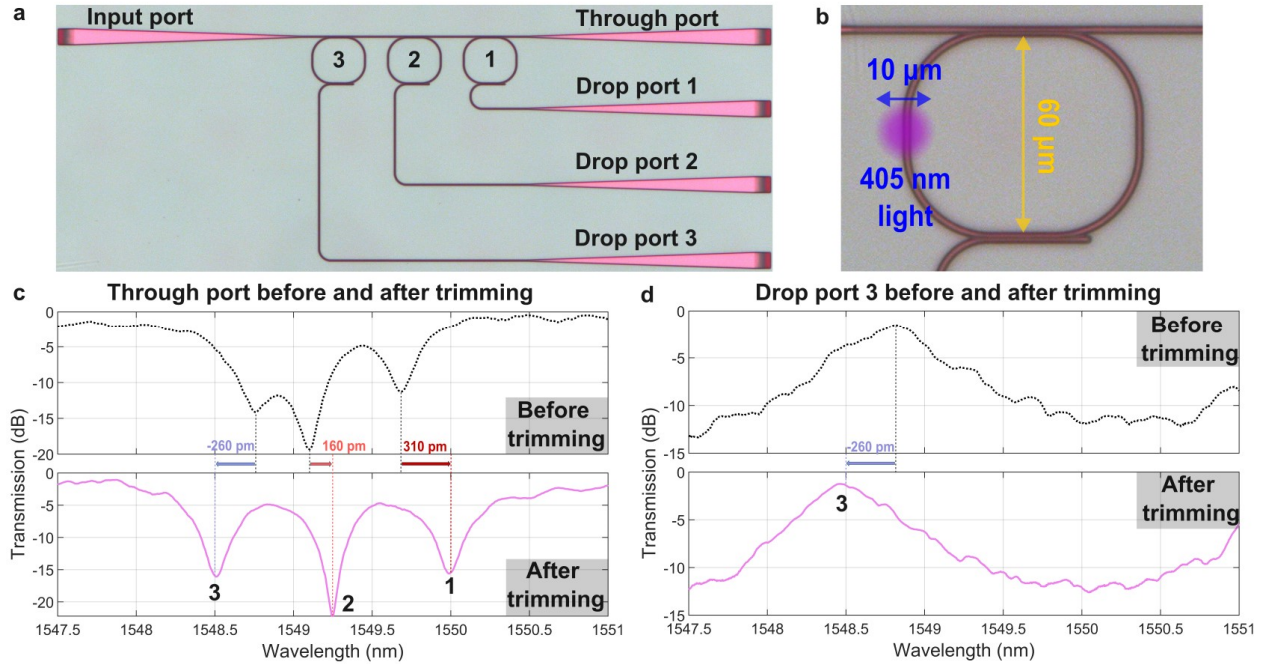 a
Input port
Through port
3
2
1
Drop port 1
Drop port 2
Drop port 3
b
10 µm
60 µm
405 nm
light
c
Through port before and after trimming
Transmission (dB)
0
-5
-10
-15
-20
Before
trimming
-260 pm
160 pm
310 pm
0
-5
-10
-15
-20
3
2
1
After
trimming
1547.5
1548
1548.5
1549
1549.5
1550
1550.5
1551
Wavelength (nm)
d
Drop port 3 before and after trimming
Transmission (dB)
0
-5
-10
-15
Before
trimming
-260 pm
0
-5
-10
-15
3
After
trimming
1547.5
1548
1548.5
1549
1549.5
1550
1550.5
1551
Wavelength (nm)